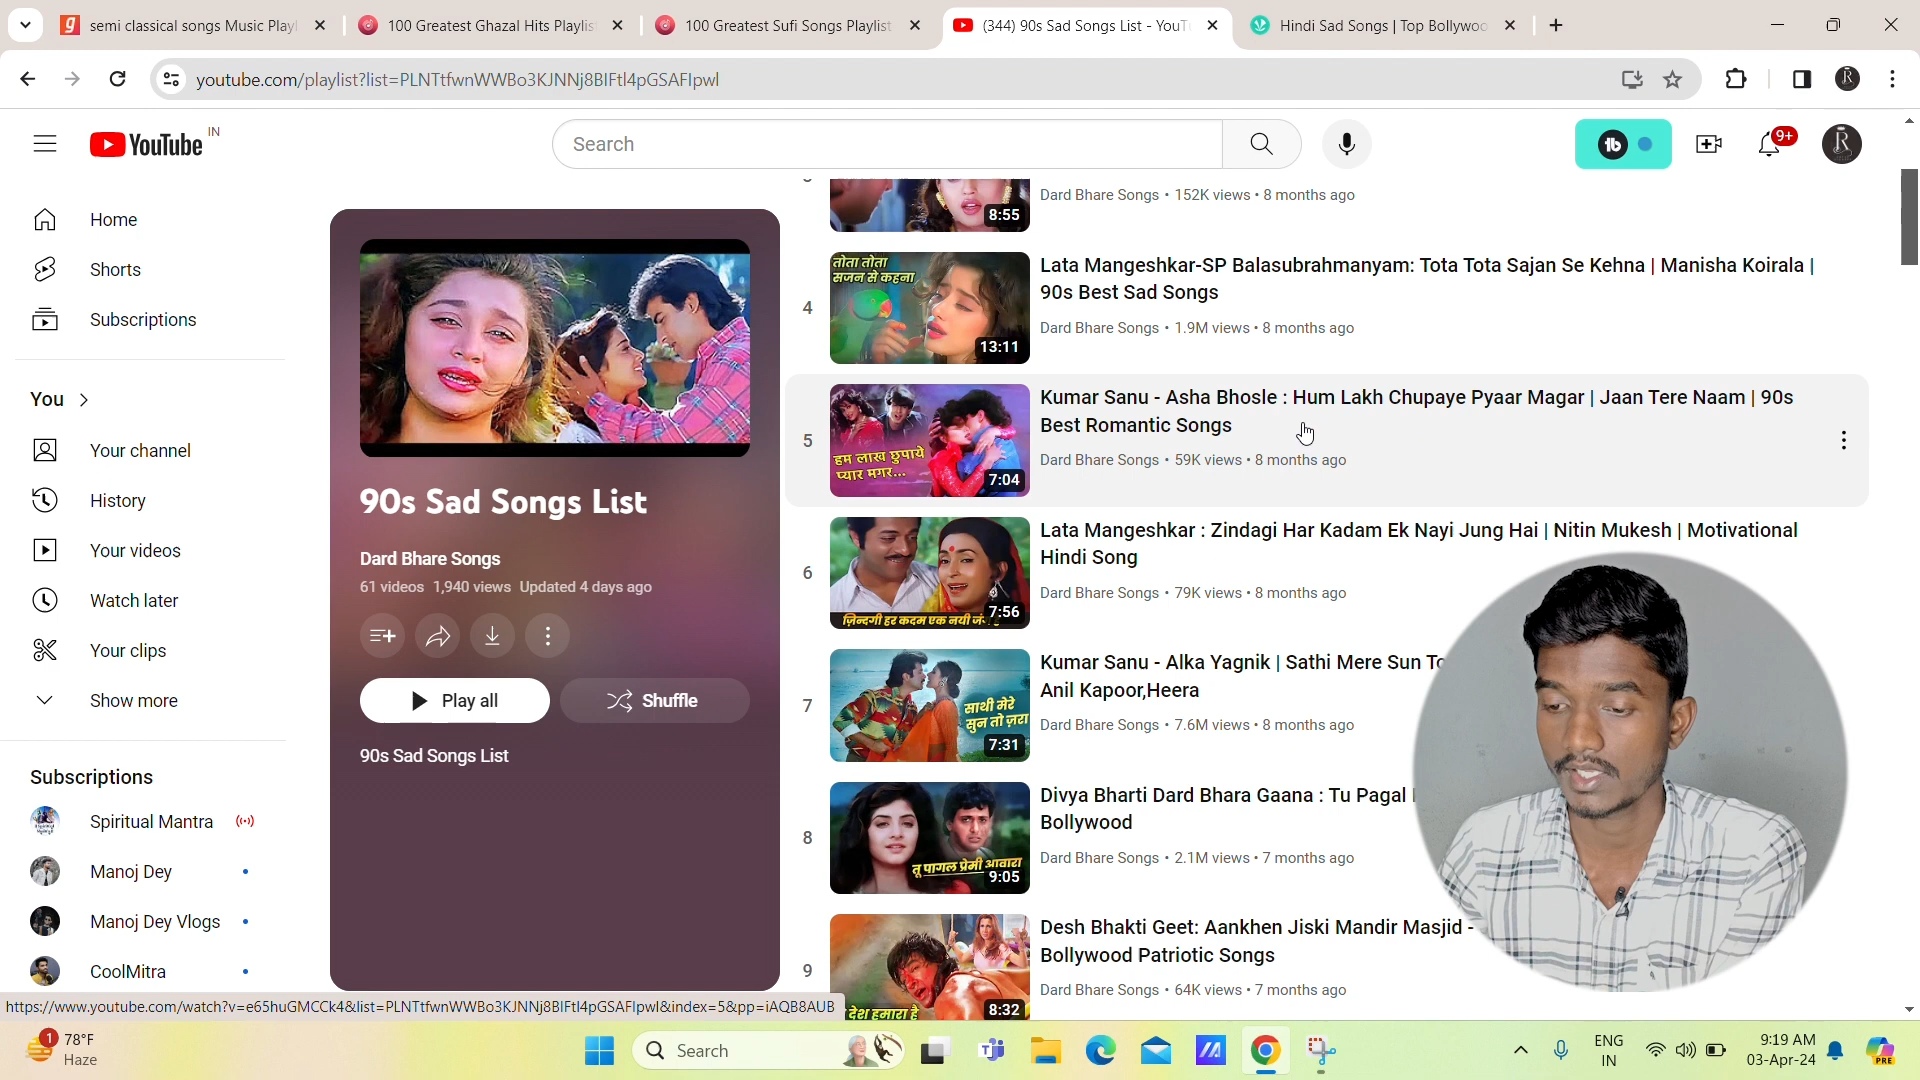 semi classical songs Music Playl
100 Greatest Ghazal Hits Playlis
100 Greatest Sufi Songs Playlist
(344) 90s Sad Songs List - YouT
Hindi Sad Songs | Top Bollywoo
youtube.com/playlist?list=PLNTtfwnWWBo3KJNNj8BIFtl4pGSAFIpwl
YouTube IN
Search
9+
Home
Shorts
Subscriptions
You
Your channel
History
Your videos
Watch later
Your clips
Show more
Subscriptions
Spiritual Mantra
Manoj Dey
Manoj Dey Vlogs
CoolMitra
90s Sad Songs List
Dard Bhare Songs
61 videos 1,940 views Updated 4 days ago
Play all
Shuffle
90s Sad Songs List
8:55
Dard Bhare Songs • 152K views • 8 months ago
4
तोता तोता
सजन से कहना
13:11
Lata Mangeshkar-SP Balasubrahmanyam: Tota Tota Sajan Se Kehna | Manisha Koirala |
90s Best Sad Songs
Dard Bhare Songs • 1.9M views • 8 months ago
5
हम लाख छुपाये
प्यार मगर...
7:04
Kumar Sanu - Asha Bhosle : Hum Lakh Chupaye Pyaar Magar | Jaan Tere Naam | 90s
Best Romantic Songs
Dard Bhare Songs • 59K views • 8 months ago
6
ज़िन्दगी हर कदम एक नयी
7:56
Lata Mangeshkar : Zindagi Har Kadam Ek Nayi Jung Hai | Nitin Mukesh | Motivational
Hindi Song
Dard Bhare Songs • 79K views • 8 months ago
7
साथी मेरे
सुन तो ज़रा
7:31
Kumar Sanu - Alka Yagnik | Sathi Mere Sun To
Anil Kapoor,Heera
Dard Bhare Songs • 7.6M views • 8 months ago
8
तू पागल प्रेमी आवारा
9:05
Divya Bharti Dard Bhara Gaana : Tu Pagal
Bollywood
Dard Bhare Songs • 2.1M views • 7 months ago
9
देश हमारा है
8:32
Desh Bhakti Geet: Aankhen Jiski Mandir Masjid -
Bollywood Patriotic Songs
Dard Bhare Songs • 64K views • 7 months ago
https://www.youtube.com/watch?v=e65huGMCCk4&list=PLNTtfwnWWBo3KJNNj8BIFtl4pGSAFIpwl&index=5&pp=iAQB8AUB
1
78°F
Haze
Search
ENG
IN
9:19 AM
03-Apr-24
PRE